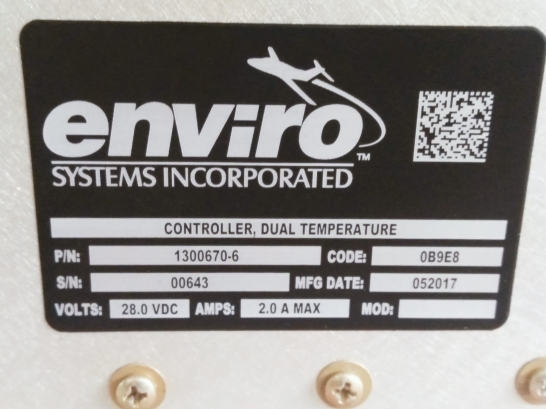 enviro™
SYSTEMS INCORPORATED
CONTROLLER, DUAL TEMPERATURE
P/N: 1300670-6 CODE: 0B9E8
S/N: 00643 MFG DATE: 052017
VOLTS: 28.0 VDC AMPS: 2.0 A MAX MOD: